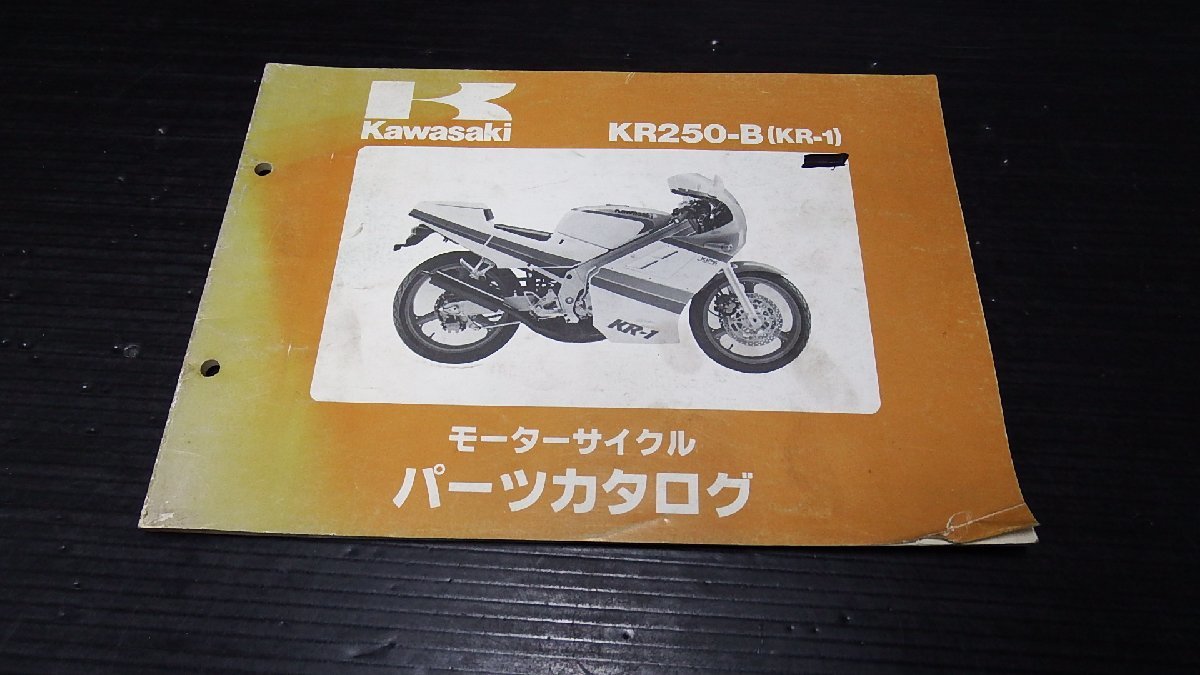 Kawasaki
KR250-B (KR-1)
KR-1
モーターサイクル
パーツカタログ